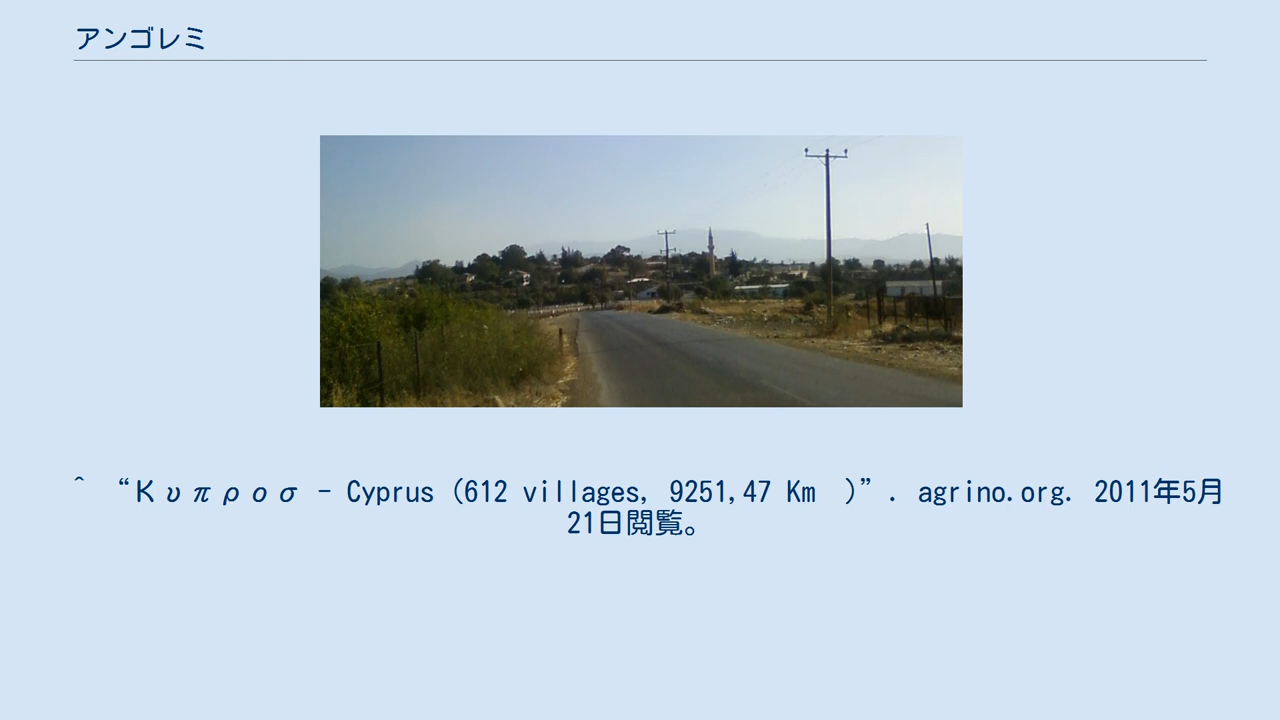 アンゴレミ
^ “Κυπροσ - Cyprus (612 villages, 9251,47 Km )”. agrino.org. 2011年5月
21日閲覧。